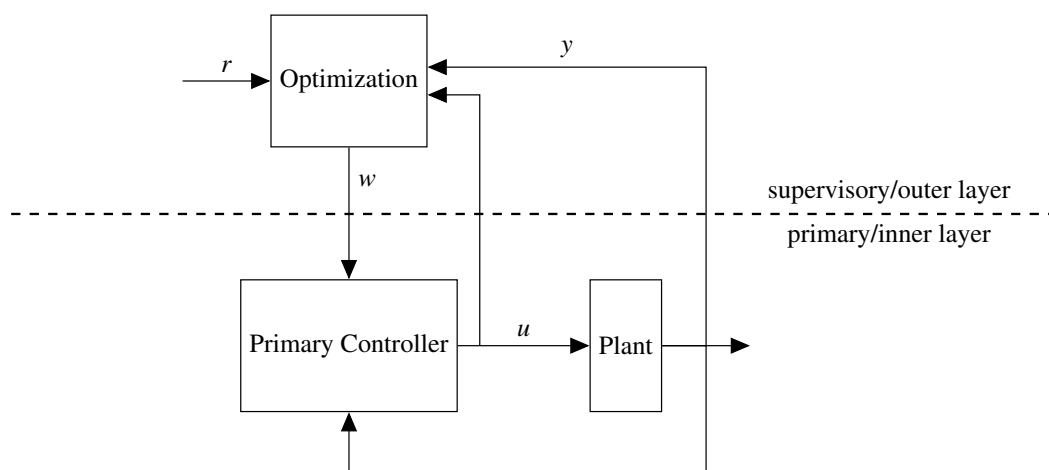 y
r
Optimization
w
supervisory/outer layer
primary/inner layer
u
Primary Controller
Plant